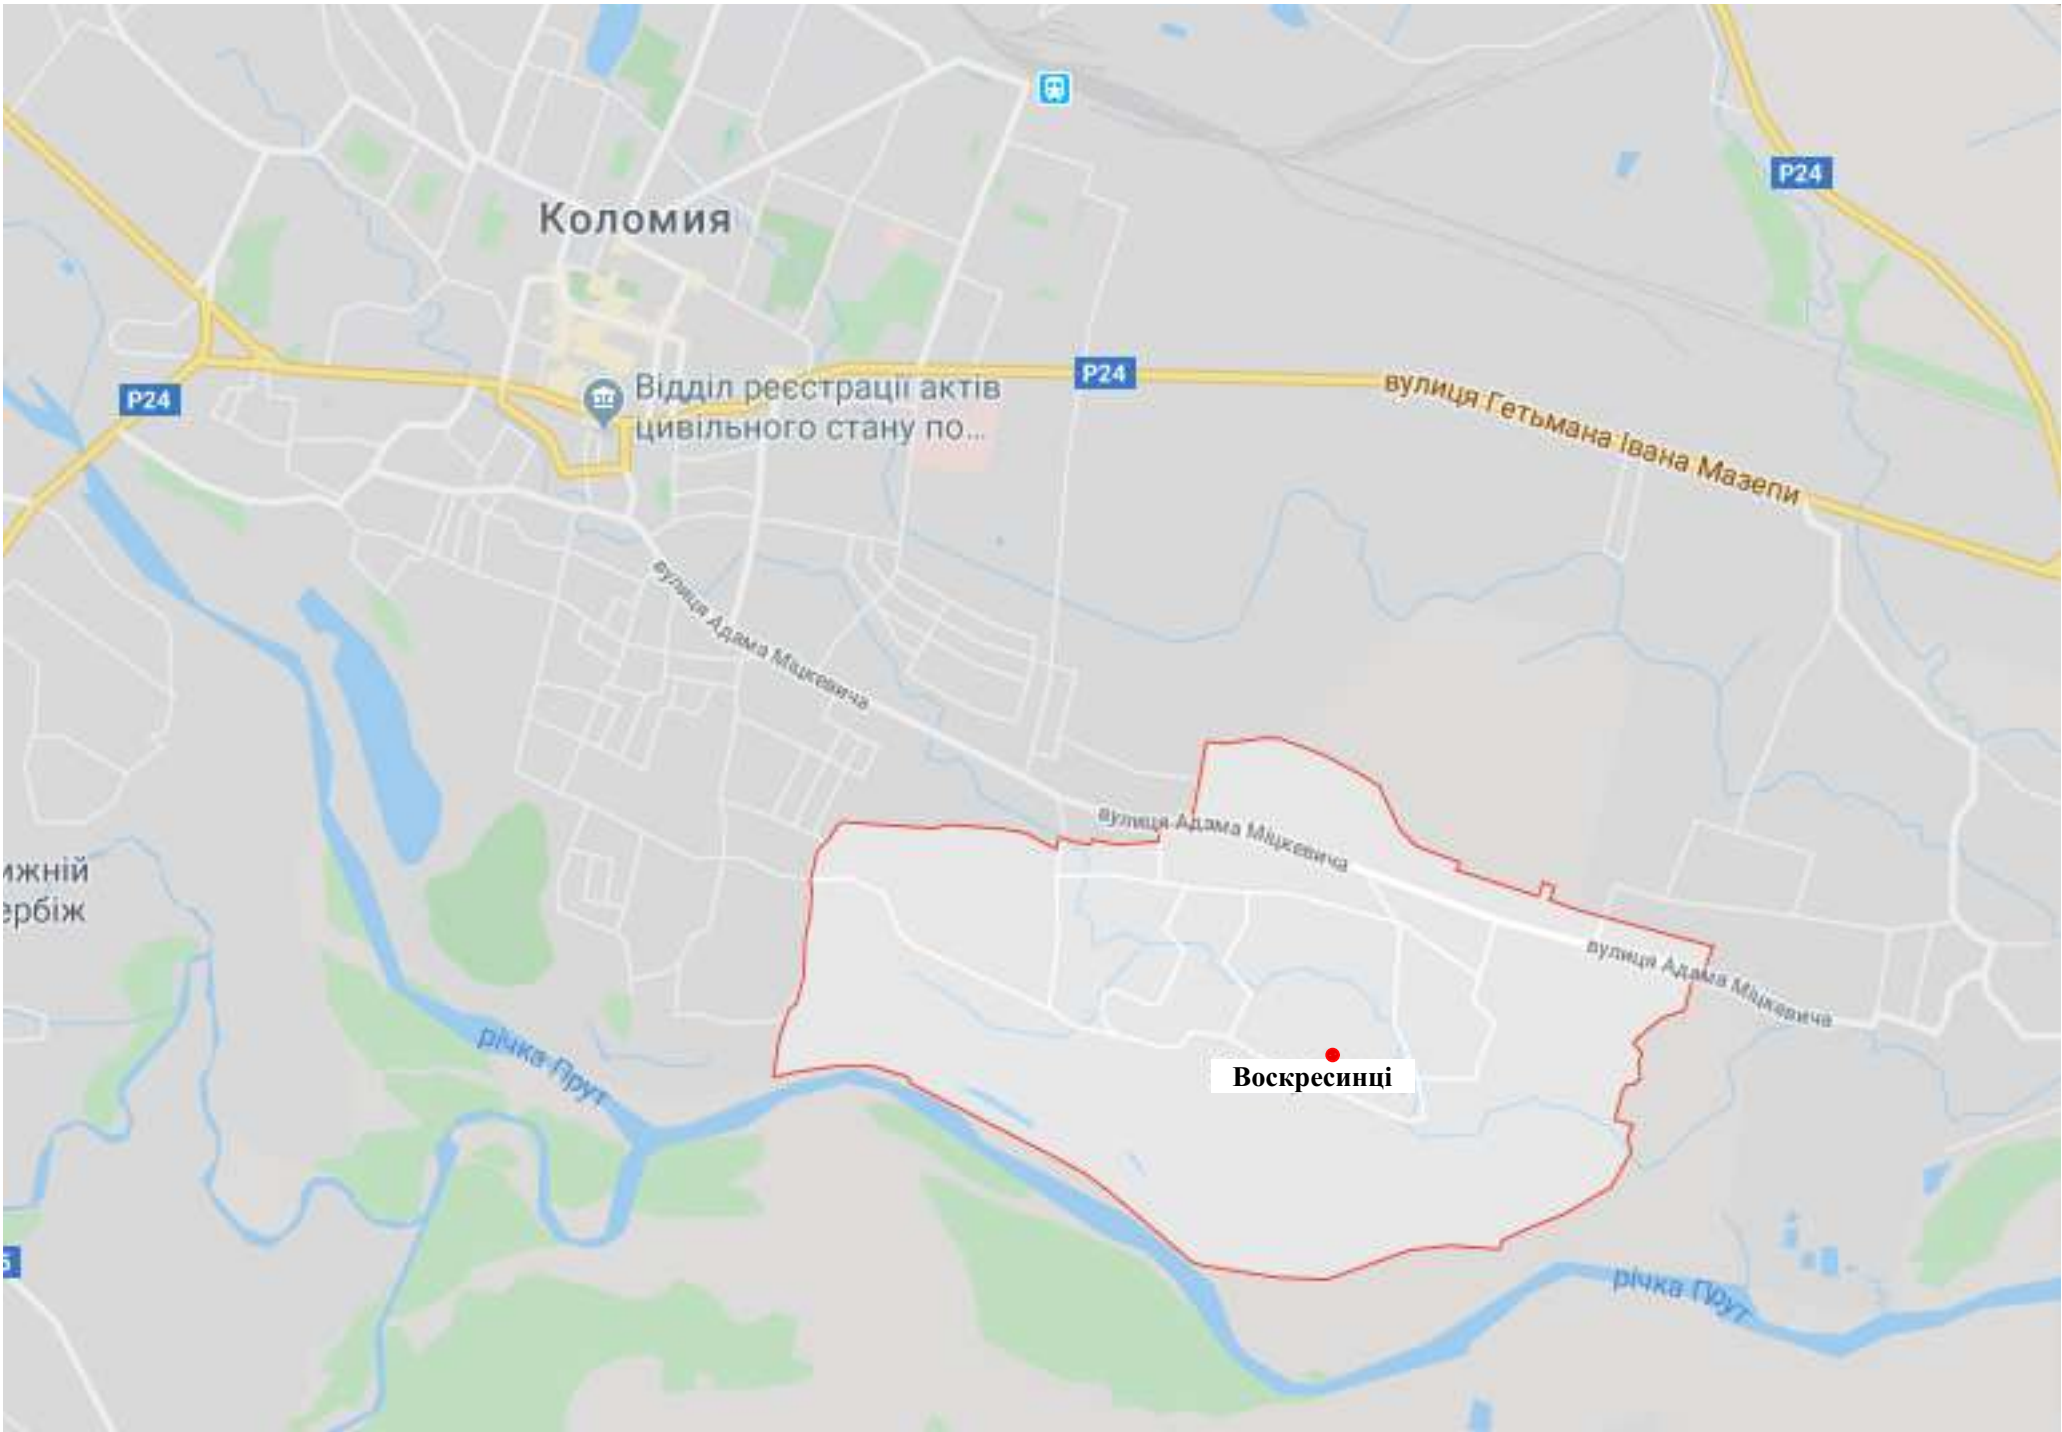 P24
Коломия
P24
Відділ реєстрації актів
цивільного стану по...
P24
вулиця Гетьмана Івана Мазепи
вулиця Адама Міцкевича
вулиця Адама Міцкевича
ижній
ербіж
вулиця Адама Міцкевича
річка Прут
Воскресинці
річка Прут